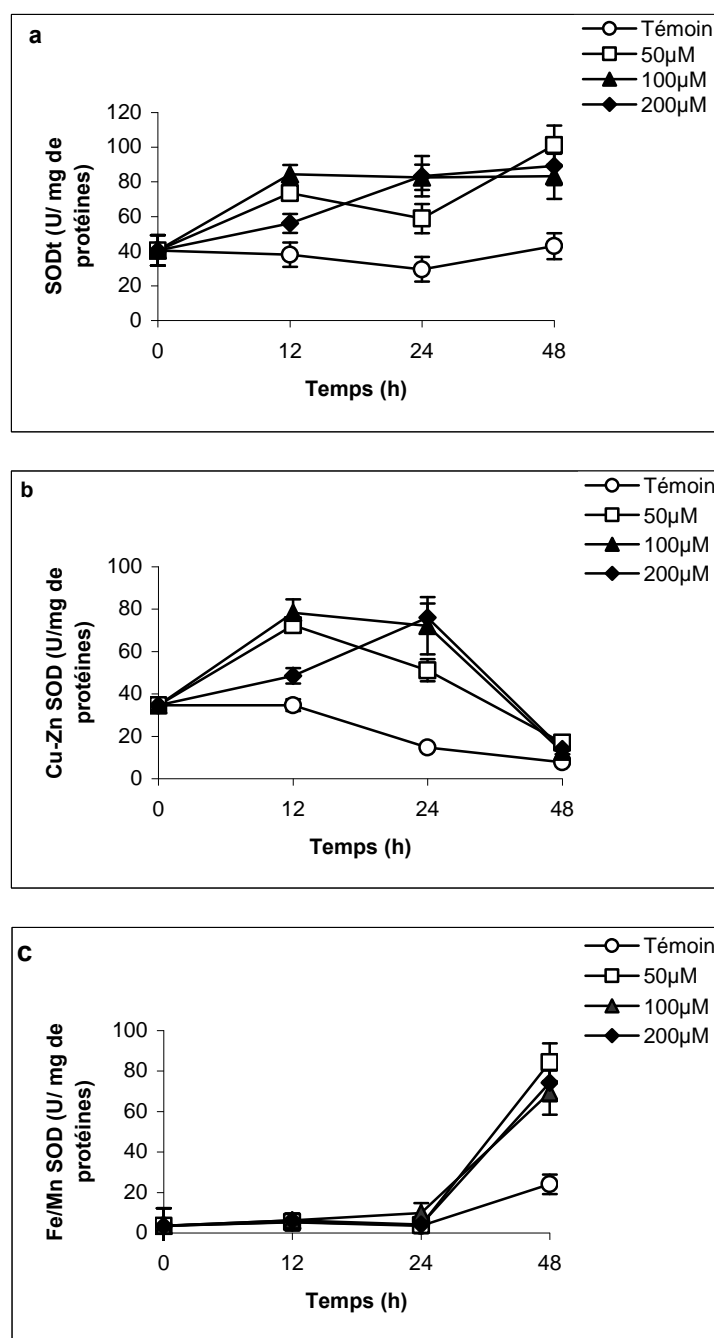 a
Témoin
50µM
100µM
200µM
SODt (U/ mg de
protéines)
120
100
80
60
40
20
0
0 12 24 48
Temps (h)
b
Témoin
50µM
100µM
200µM
Cu-Zn SOD (U/mg de
protéines)
100
80
60
40
20
0
0 12 24 48
Temps (h)
c
Témoin
50µM
100µM
200µM
Fe/Mn SOD (U/ mg de
protéines)
100
80
60
40
20
0
0 12 24 48
Temps (h)